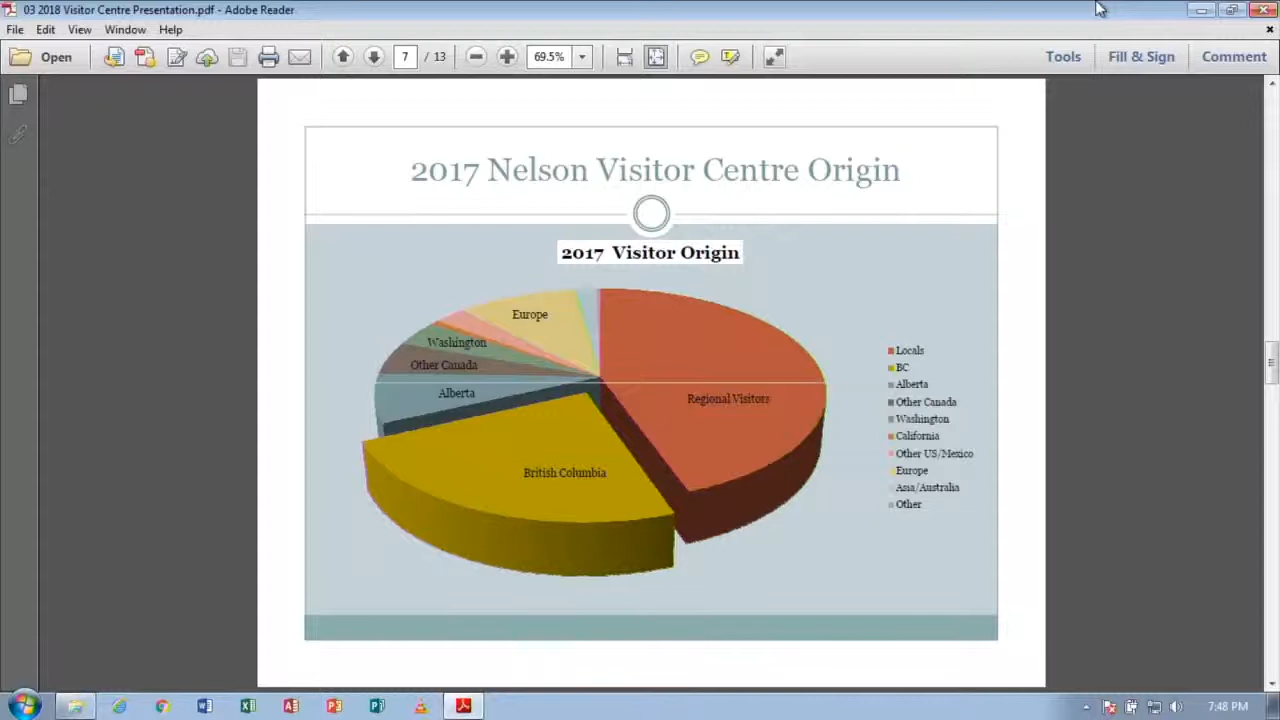 03 2018 Visitor Centre Presentation.pdf - Adobe Reader
File Edit View Window Help
Open 7 / 13 69.5% Tools Fill & Sign Comment
2017 Nelson Visitor Centre Origin
2017 Visitor Origin
Europe
Washington
Other Canada
Alberta
Regional Visitors
British Columbia
Locals
BC
Alberta
Other Canada
Washington
California
Other US/Mexico
Europe
Asia/Australia
Other
7:48 PM